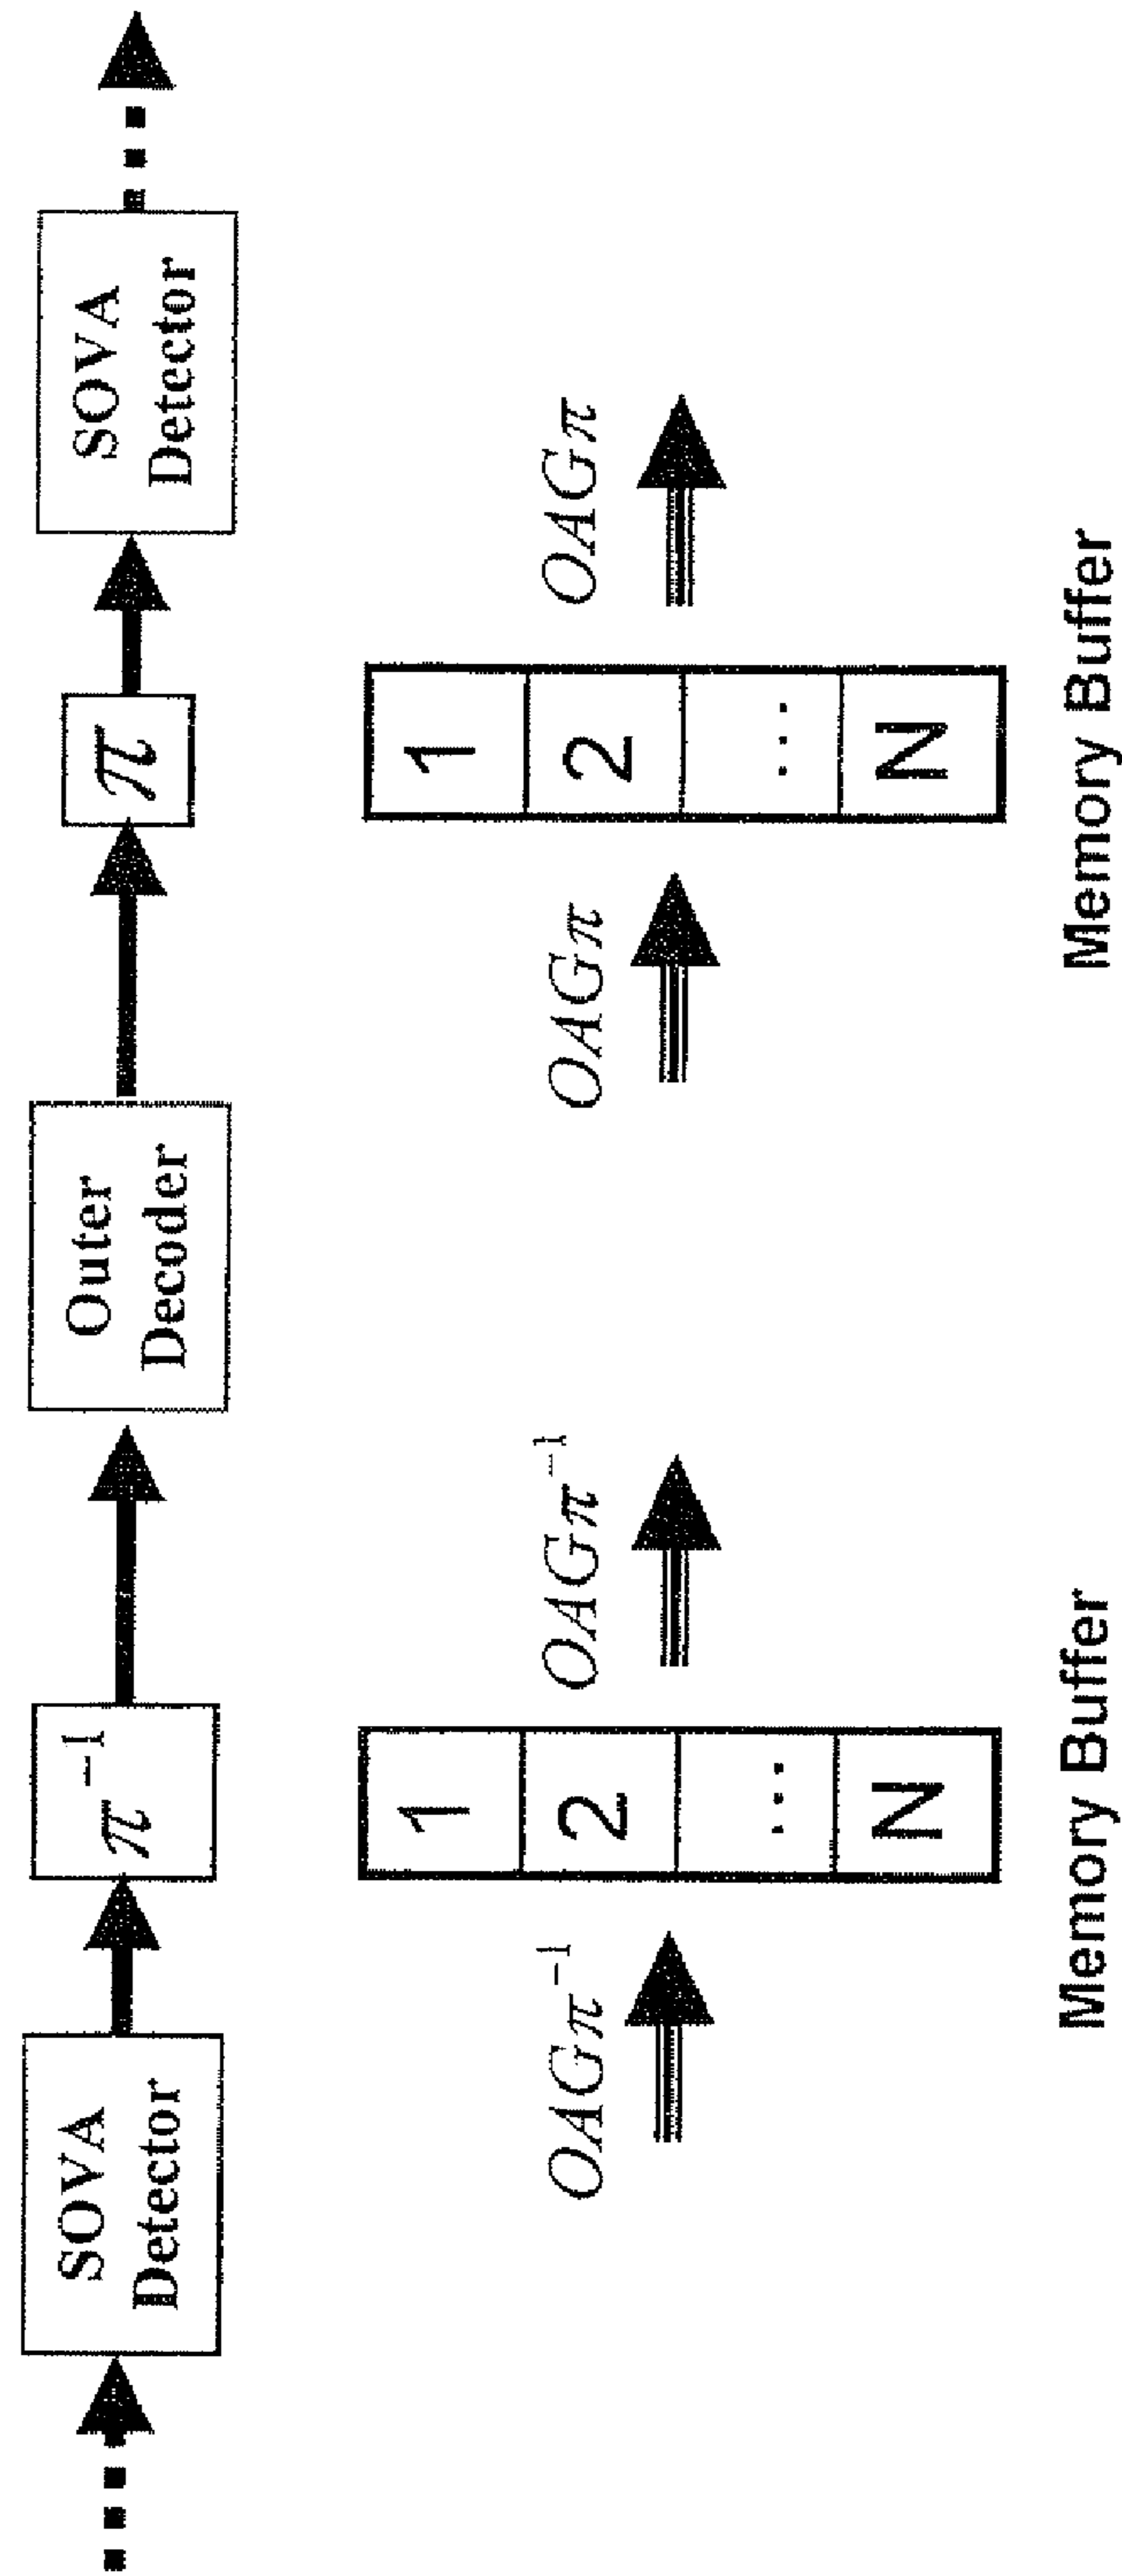 SOVA
Detector
π⁻¹
Outer
Decoder
π
SOVA
Detector
OAGπ⁻¹
1
2
...
N
OAGπ⁻¹
Memory Buffer
OAGπ
1
2
...
N
OAGπ
Memory Buffer